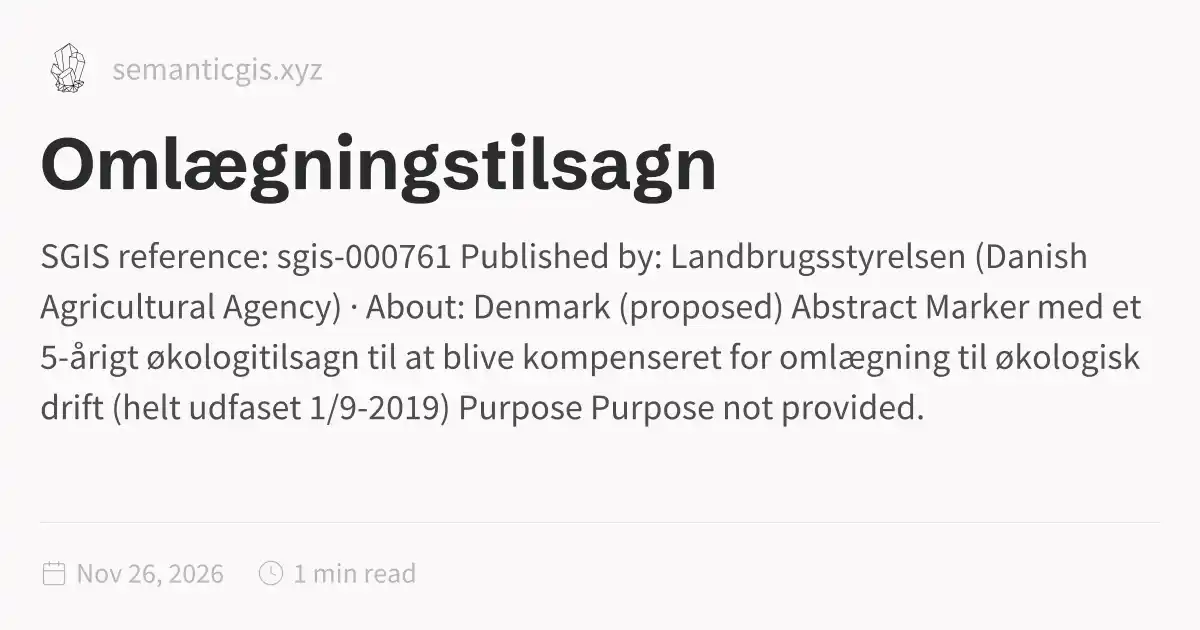 semanticgis.xyz
Omlægningstilsagn
SGIS reference: sgis-000761 Published by: Landbrugsstyrelsen (Danish
Agricultural Agency) · About: Denmark (proposed) Abstract Marker med et
5-årigt økologitilsagn til at blive kompenseret for omlægning til økologisk
drift (helt udfaset 1/9-2019) Purpose Purpose not provided.
Nov 26, 2026 1 min read